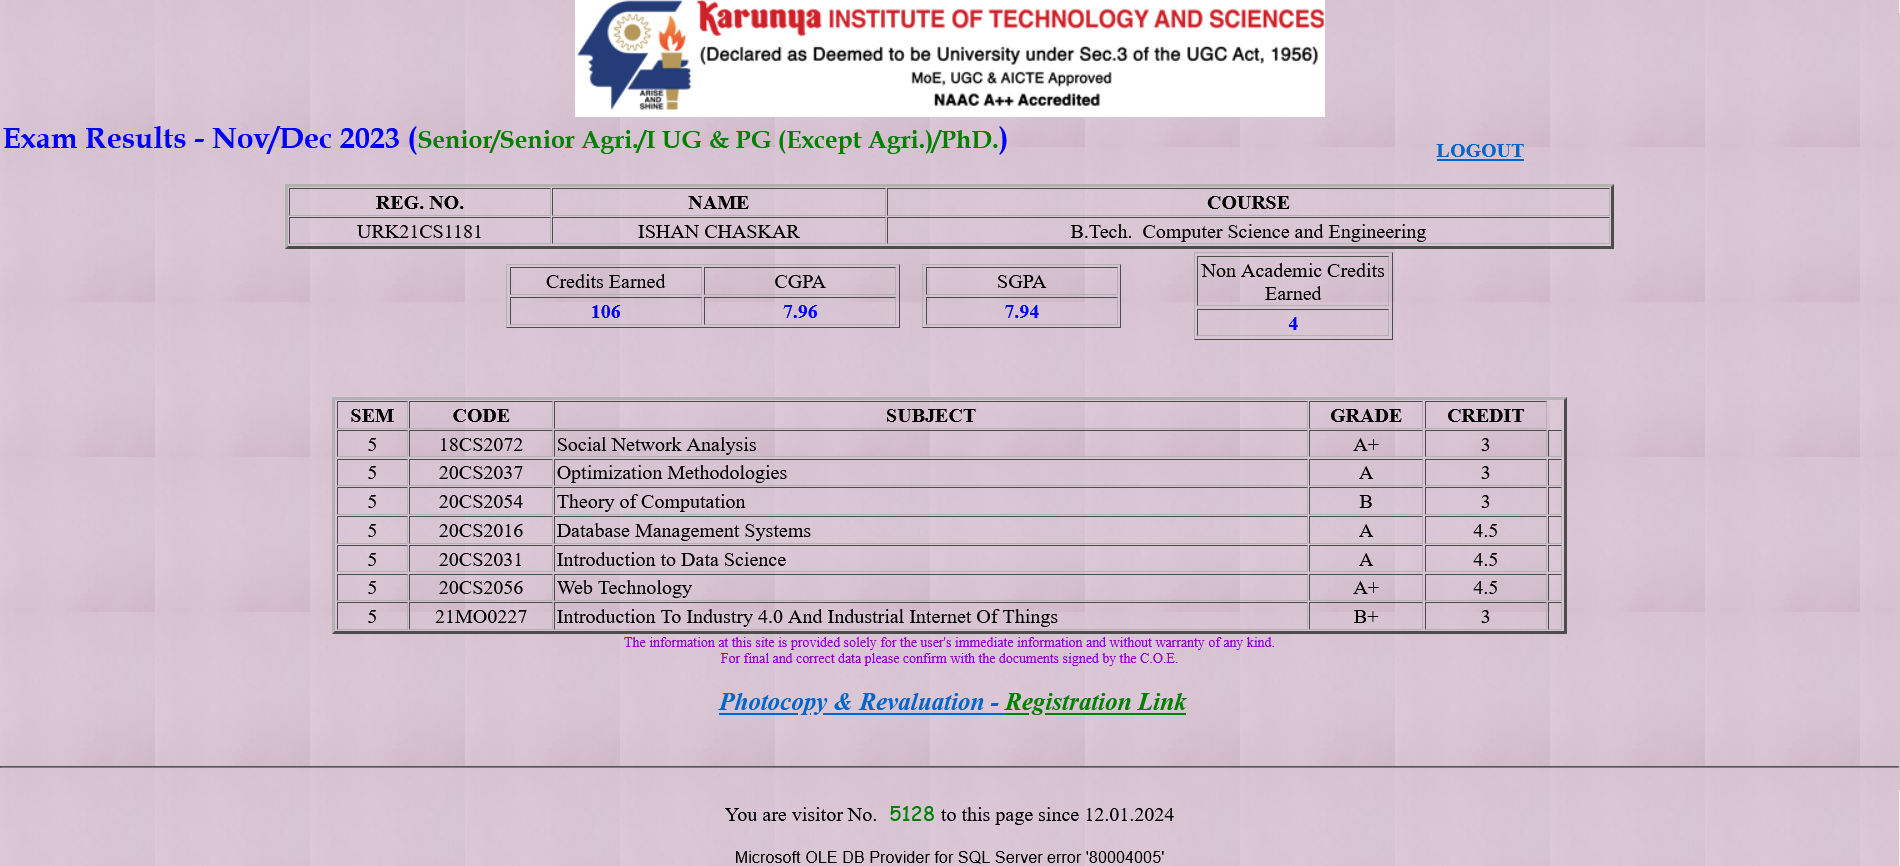 Karunya INSTITUTE OF TECHNOLOGY AND SCIENCES
(Declared as Deemed to be University under Sec.3 of the UGC Act, 1956)
MoE, UGC & AICTE Approved
NAAC A++ Accredited
ARISE
AND
SHINE
Exam Results - Nov/Dec 2023 (Senior/Senior Agri./I UG & PG (Except Agri.)/PhD.)
LOGOUT
REG. NO. NAME COURSE
URK21CS1181 ISHAN CHASKAR B.Tech. Computer Science and Engineering
Credits Earned CGPA
106 7.96
SGPA
7.94
Non Academic Credits
Earned
4
SEM CODE SUBJECT GRADE CREDIT
5 18CS2072 Social Network Analysis A+ 3
5 20CS2037 Optimization Methodologies A 3
5 20CS2054 Theory of Computation B 3
5 20CS2016 Database Management Systems A 4.5
5 20CS2031 Introduction to Data Science A 4.5
5 20CS2056 Web Technology A+ 4.5
5 21MO0227 Introduction To Industry 4.0 And Industrial Internet Of Things B+ 3
The information at this site is provided solely for the user's immediate information and without warranty of any kind.
For final and correct data please confirm with the documents signed by the C.O.E.
Photocopy & Revaluation - Registration Link
You are visitor No. 5128 to this page since 12.01.2024
Microsoft OLE DB Provider for SQL Server error '80004005'